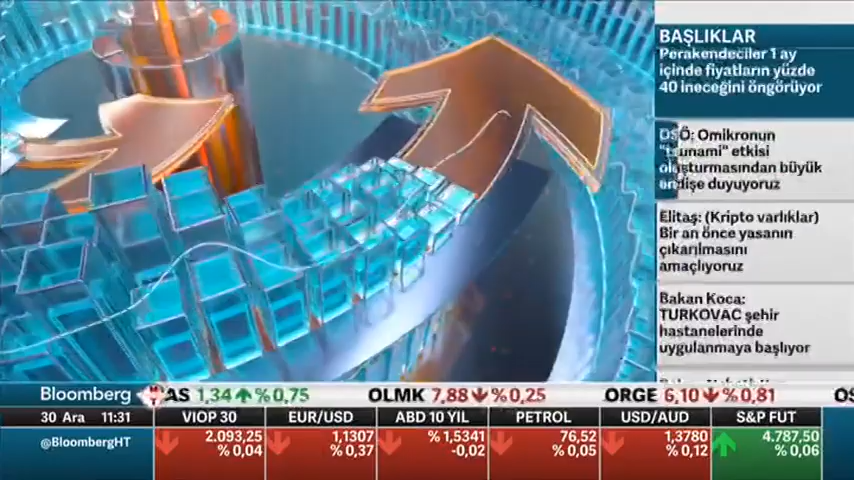 BAŞLIKLAR
Perakendeciler 1 ay
içinde fiyatların yüzde
40 ineceğini öngörüyor
DSÖ: Omikronun
"tsunami" etkisi
oluşturmasından büyük
endişe duyuyoruz
Elitaş: (Kripto varlıklar)
Bir an önce yasanın
çıkarılmasını
amaçlıyoruz
Bakan Koca:
TURKOVAC şehir
hastanelerinde
uygulanmaya başlıyor
Bloomberg AS 1,34 %0,75 OLMK 7,88 %0,25 ORGE 6,10 %0,81 OS
30 Ara 11:31 VIOP 30 EUR/USD ABD 10 YIL PETROL USD/AUD S&P FUT
@BloombergHT 2.093,25 1,1307 % 1,5341 76,52 1,3780 4.787,50
% 0,04 % 0,37 -0,02 % 0,05 % 0,12 % 0,06